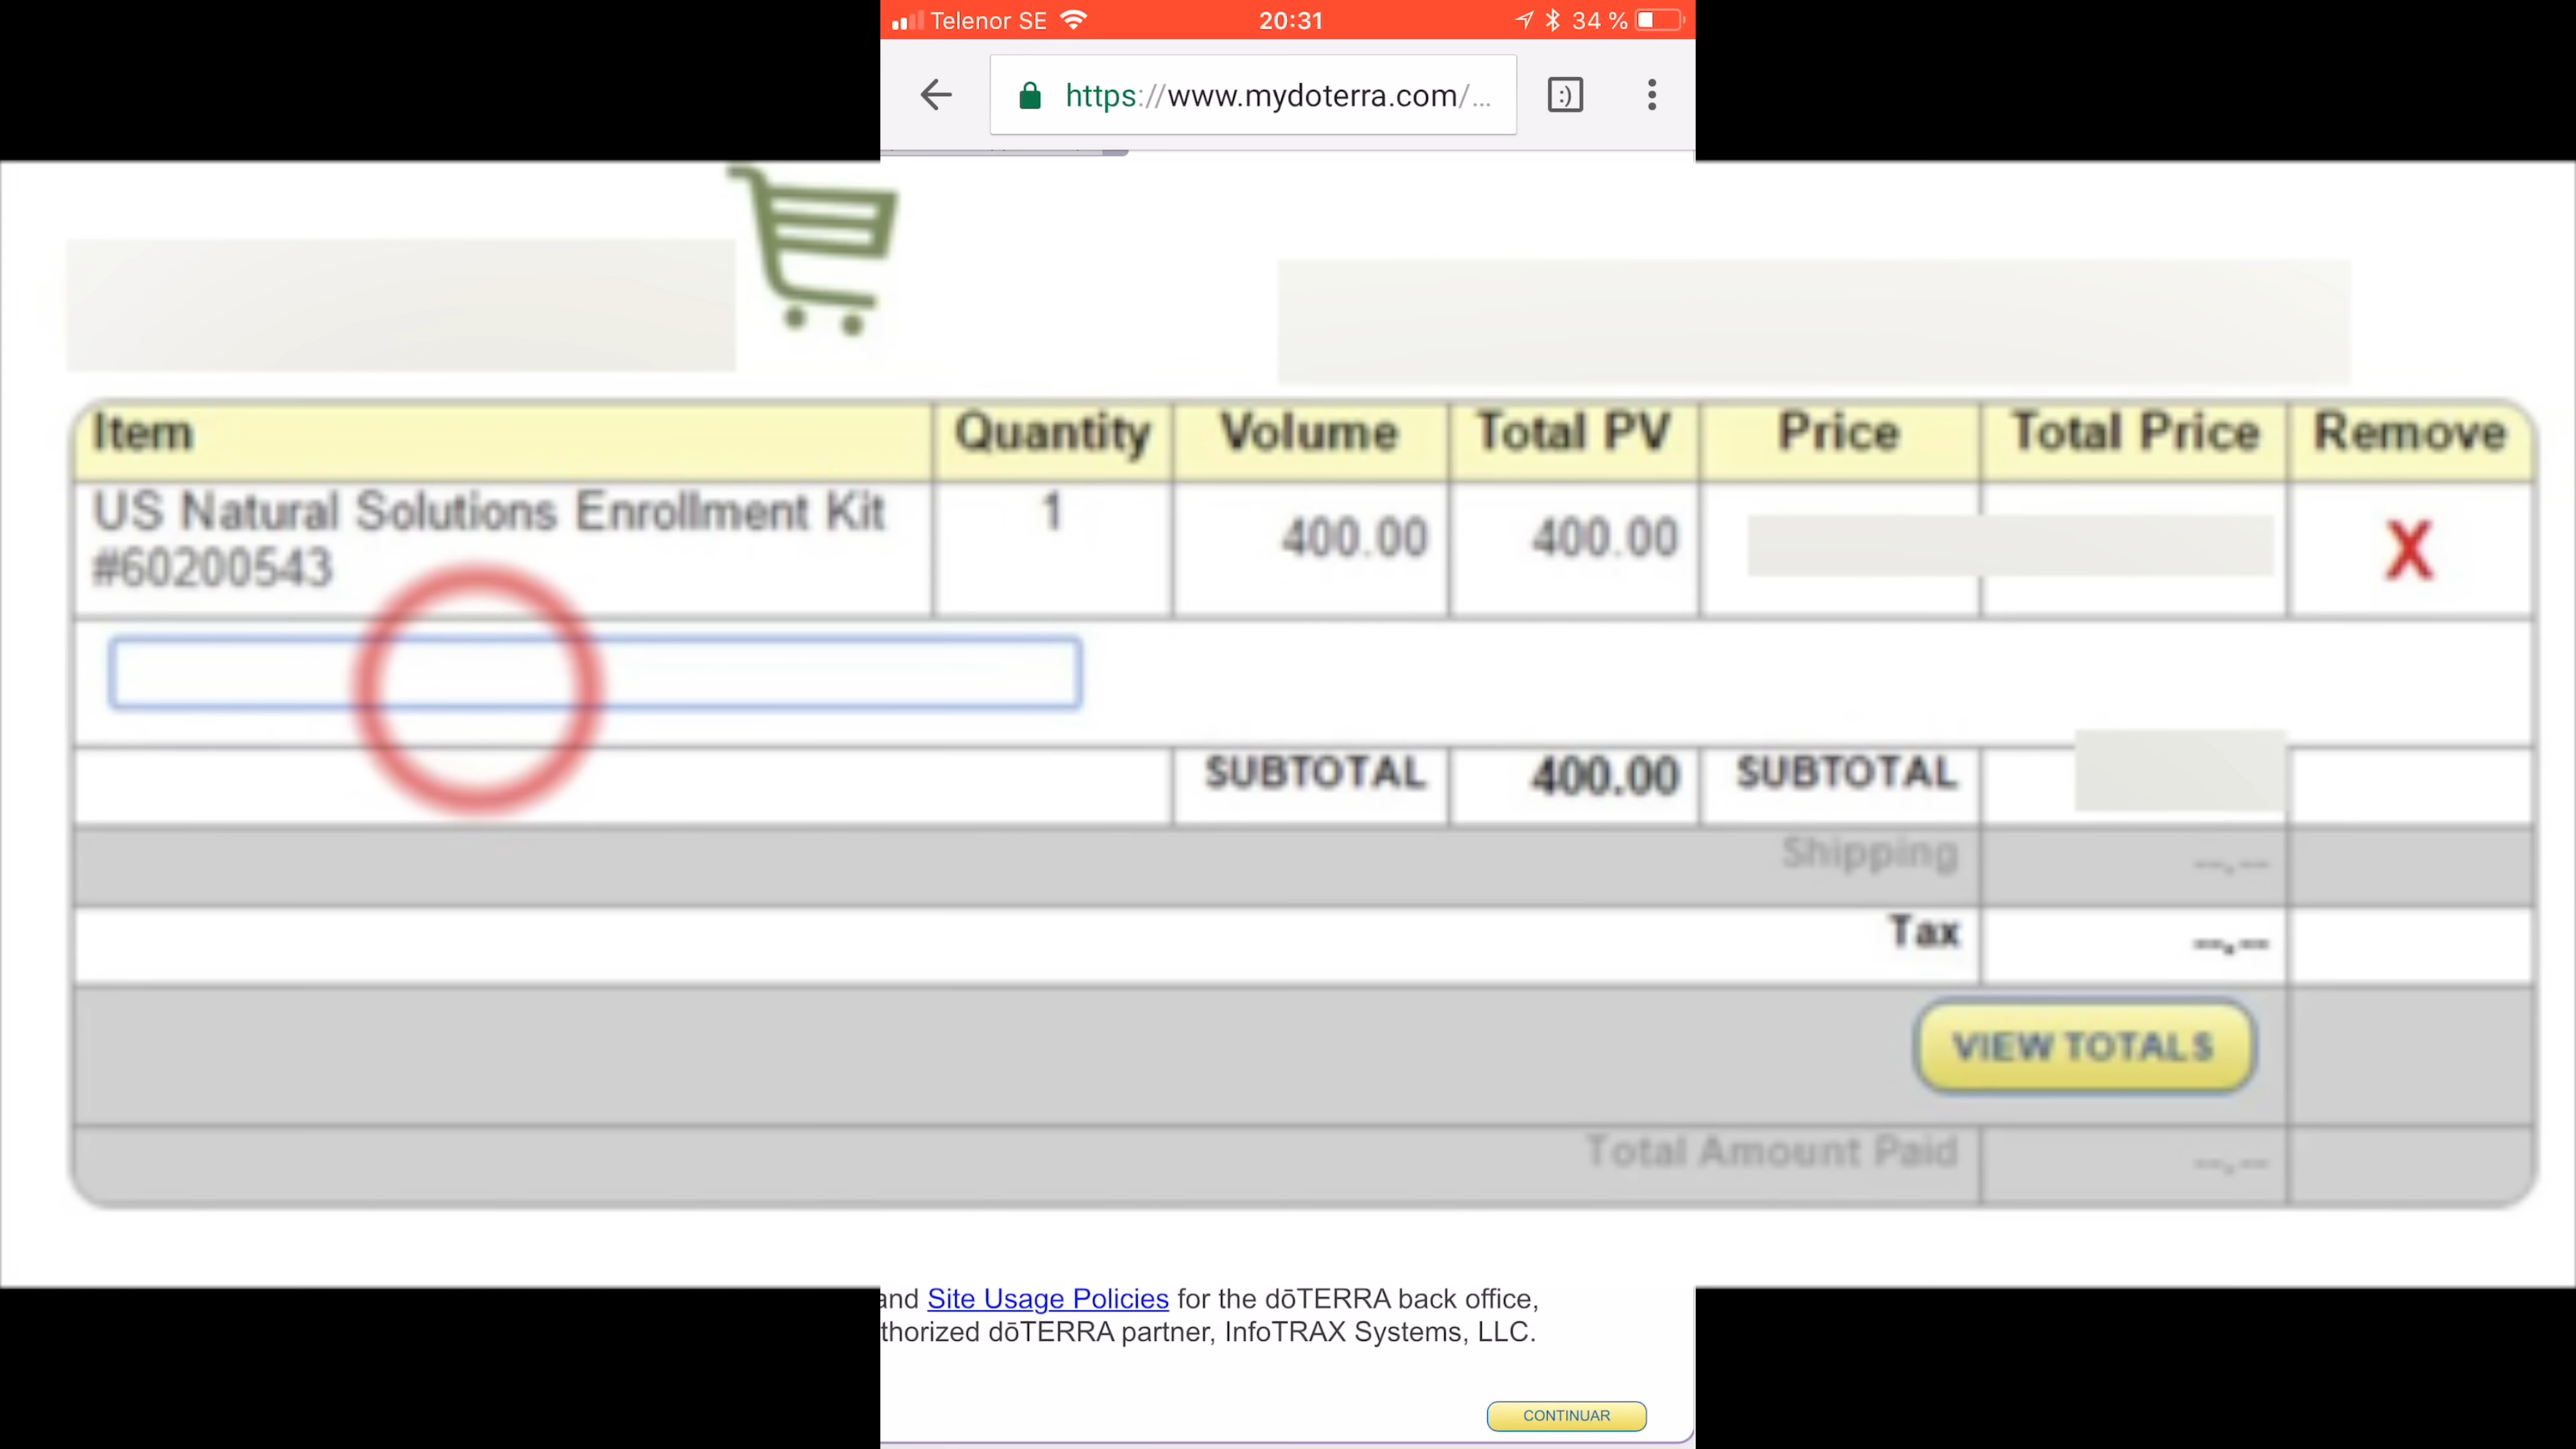 Telenor SE 20:31 34 %
https://www.mydoterra.com/... :)
Item Quantity Volume Total PV Price Total Price Remove
US Natural Solutions Enrollment Kit 1 400.00 400.00 X
#60200543
SUBTOTAL 400.00 SUBTOTAL
Shipping --.--
Tax --.--
VIEW TOTALS
Total Amount Paid --.--
and Site Usage Policies for the dōTERRA back office,
thorized dōTERRA partner, InfoTRAX Systems, LLC.
CONTINUAR